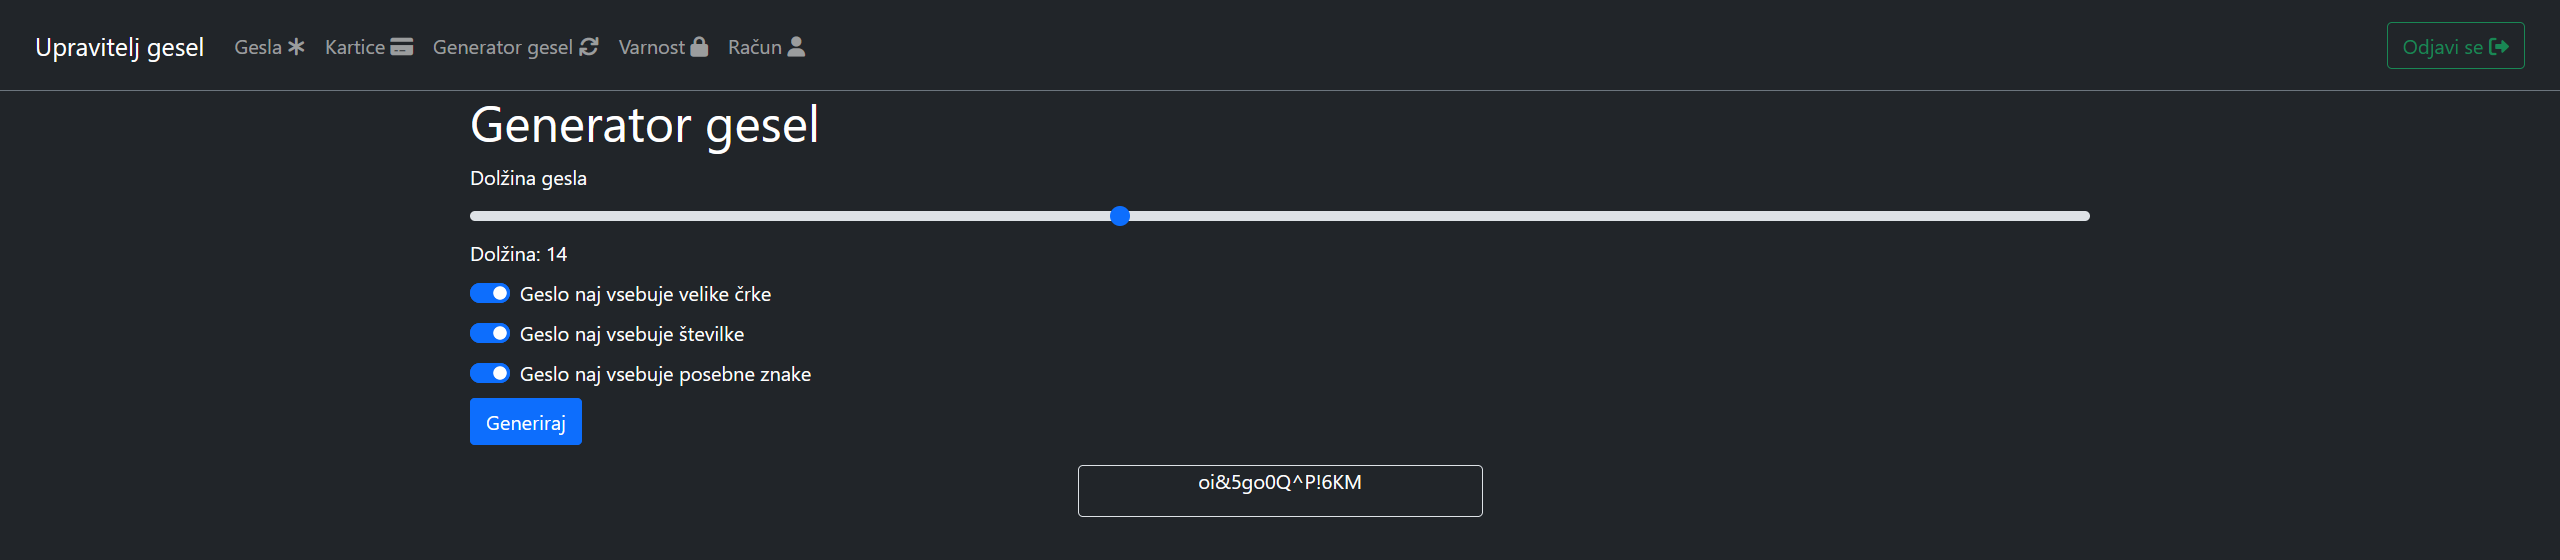 Upravitelj gesel Gesla Kartice Generator gesel Varnost Račun Odjavi se
Generator gesel
Dolžina gesla
Dolžina: 14
Geslo naj vsebuje velike črke
Geslo naj vsebuje številke
Geslo naj vsebuje posebne znake
Generiraj
oi&5go0Q^P!6KM